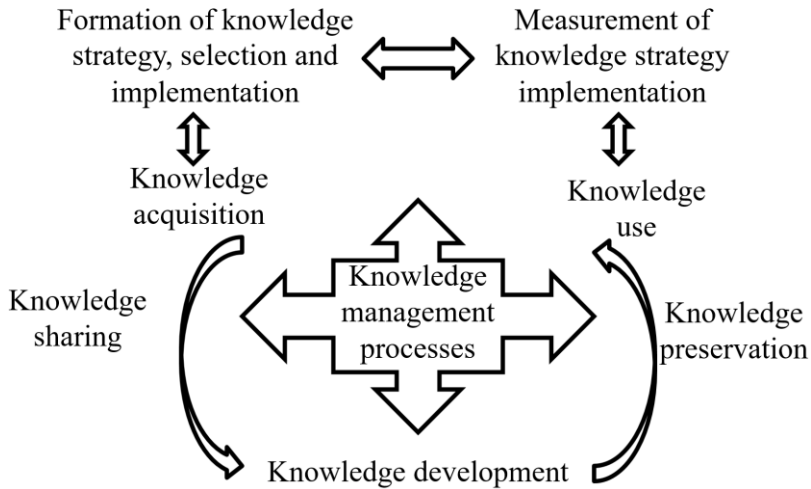 Formation of knowledge
strategy, selection and
implementation
Measurement of
knowledge strategy
implementation
Knowledge
acquisition
Knowledge
use
Knowledge
sharing
Knowledge
management
processes
Knowledge
preservation
Knowledge development